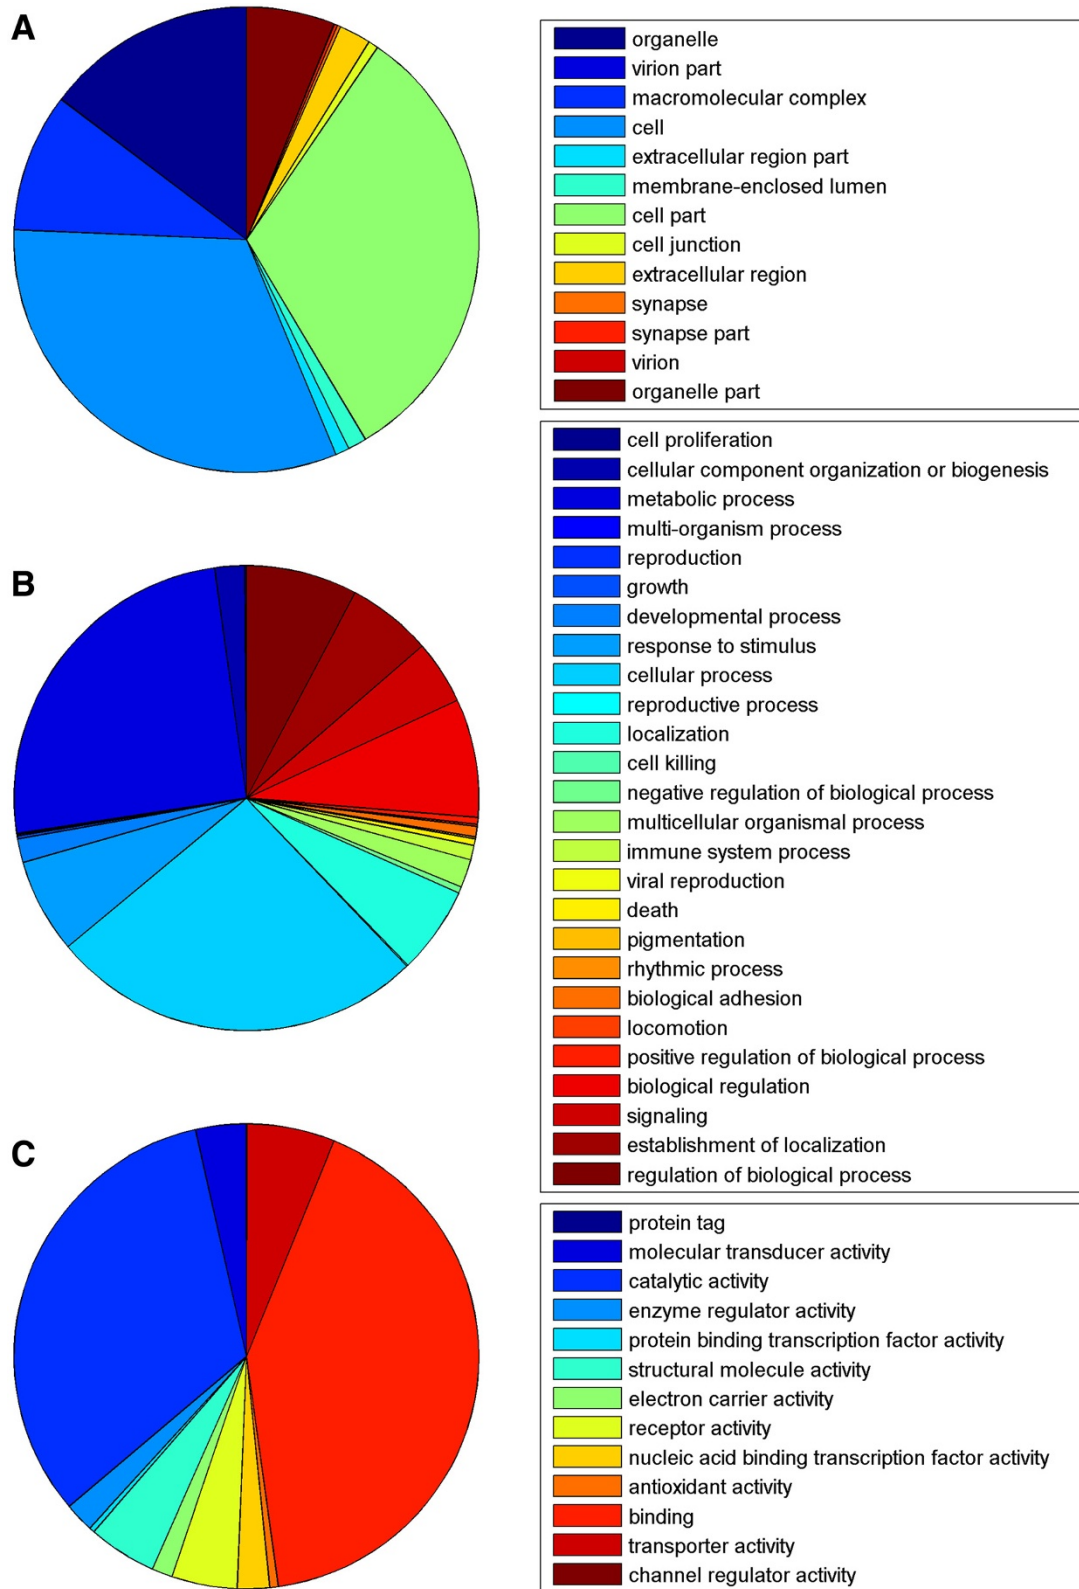 A
organelle
virion part
macromolecular complex
cell
extracellular region part
membrane-enclosed lumen
cell part
cell junction
extracellular region
synapse
synapse part
virion
organelle part
B
cell proliferation
cellular component organization or biogenesis
metabolic process
multi-organism process
reproduction
growth
developmental process
response to stimulus
cellular process
reproductive process
localization
cell killing
negative regulation of biological process
multicellular organismal process
immune system process
viral reproduction
death
pigmentation
rhythmic process
biological adhesion
locomotion
positive regulation of biological process
biological regulation
signaling
establishment of localization
regulation of biological process
C
protein tag
molecular transducer activity
catalytic activity
enzyme regulator activity
protein binding transcription factor activity
structural molecule activity
electron carrier activity
receptor activity
nucleic acid binding transcription factor activity
antioxidant activity
binding
transporter activity
channel regulator activity